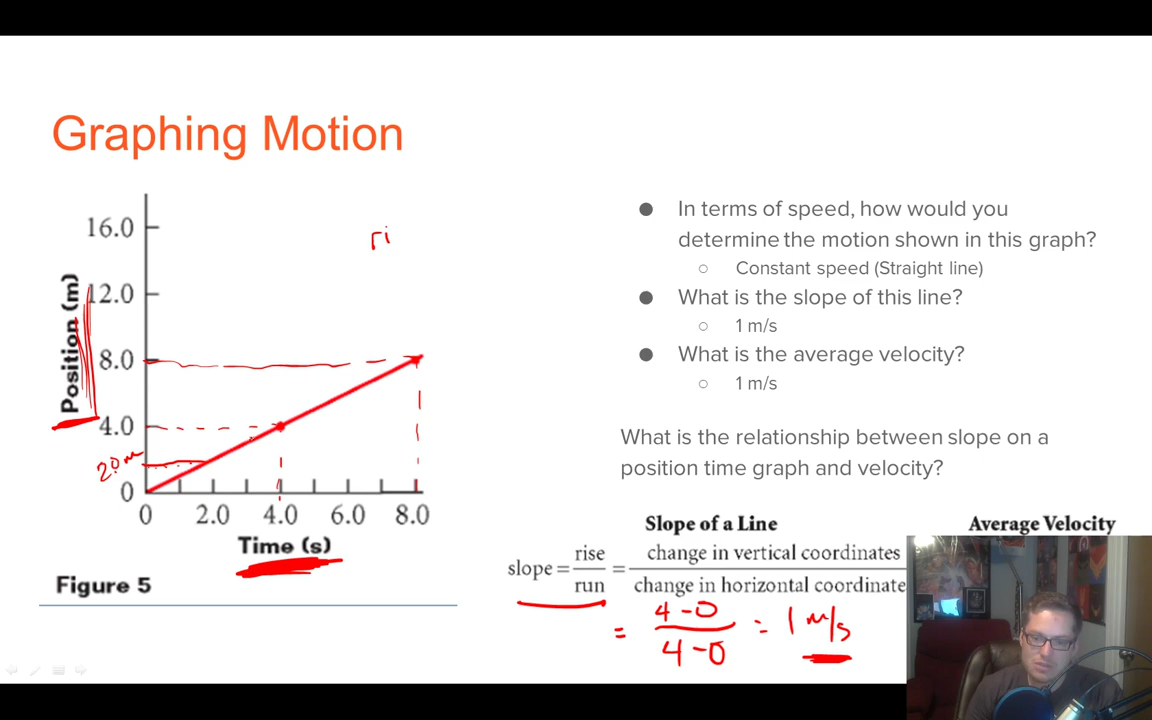 Graphing Motion
Position (m)
16.0
12.0
8.0
4.0
0
2.0m
ri
0 2.0 4.0 6.0 8.0
Time (s)
Figure 5
● In terms of speed, how would you
determine the motion shown in this graph?
○ Constant speed (Straight line)
● What is the slope of this line?
○ 1 m/s
● What is the average velocity?
○ 1 m/s
What is the relationship between slope on a
position time graph and velocity?
Slope of a Line
Average Velocity
slope = rise / run = change in vertical coordinates / change in horizontal coordinate
= 4-0 / 4-0 = 1 m/s